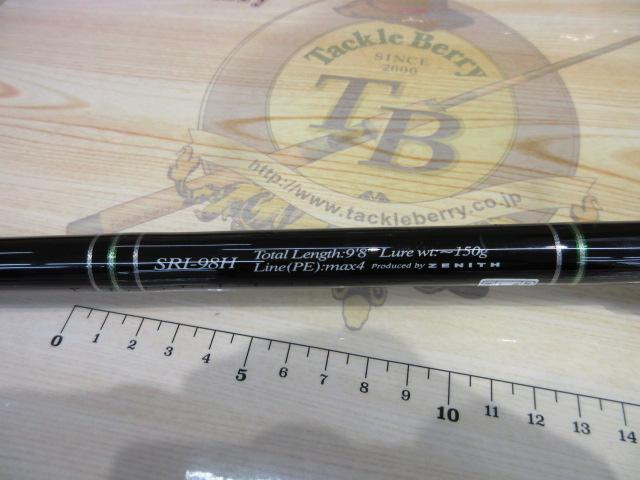 Tackle Berry
SINCE
2000
TB
http://www.tackleberry.co.jp
SRI-98H
Total Length:9'8" Lure wt:~150g
Line(PE):max4 Produced by ZENITH
0 1 2 3 4 5 6 7 8 9 10 11 12 13 14